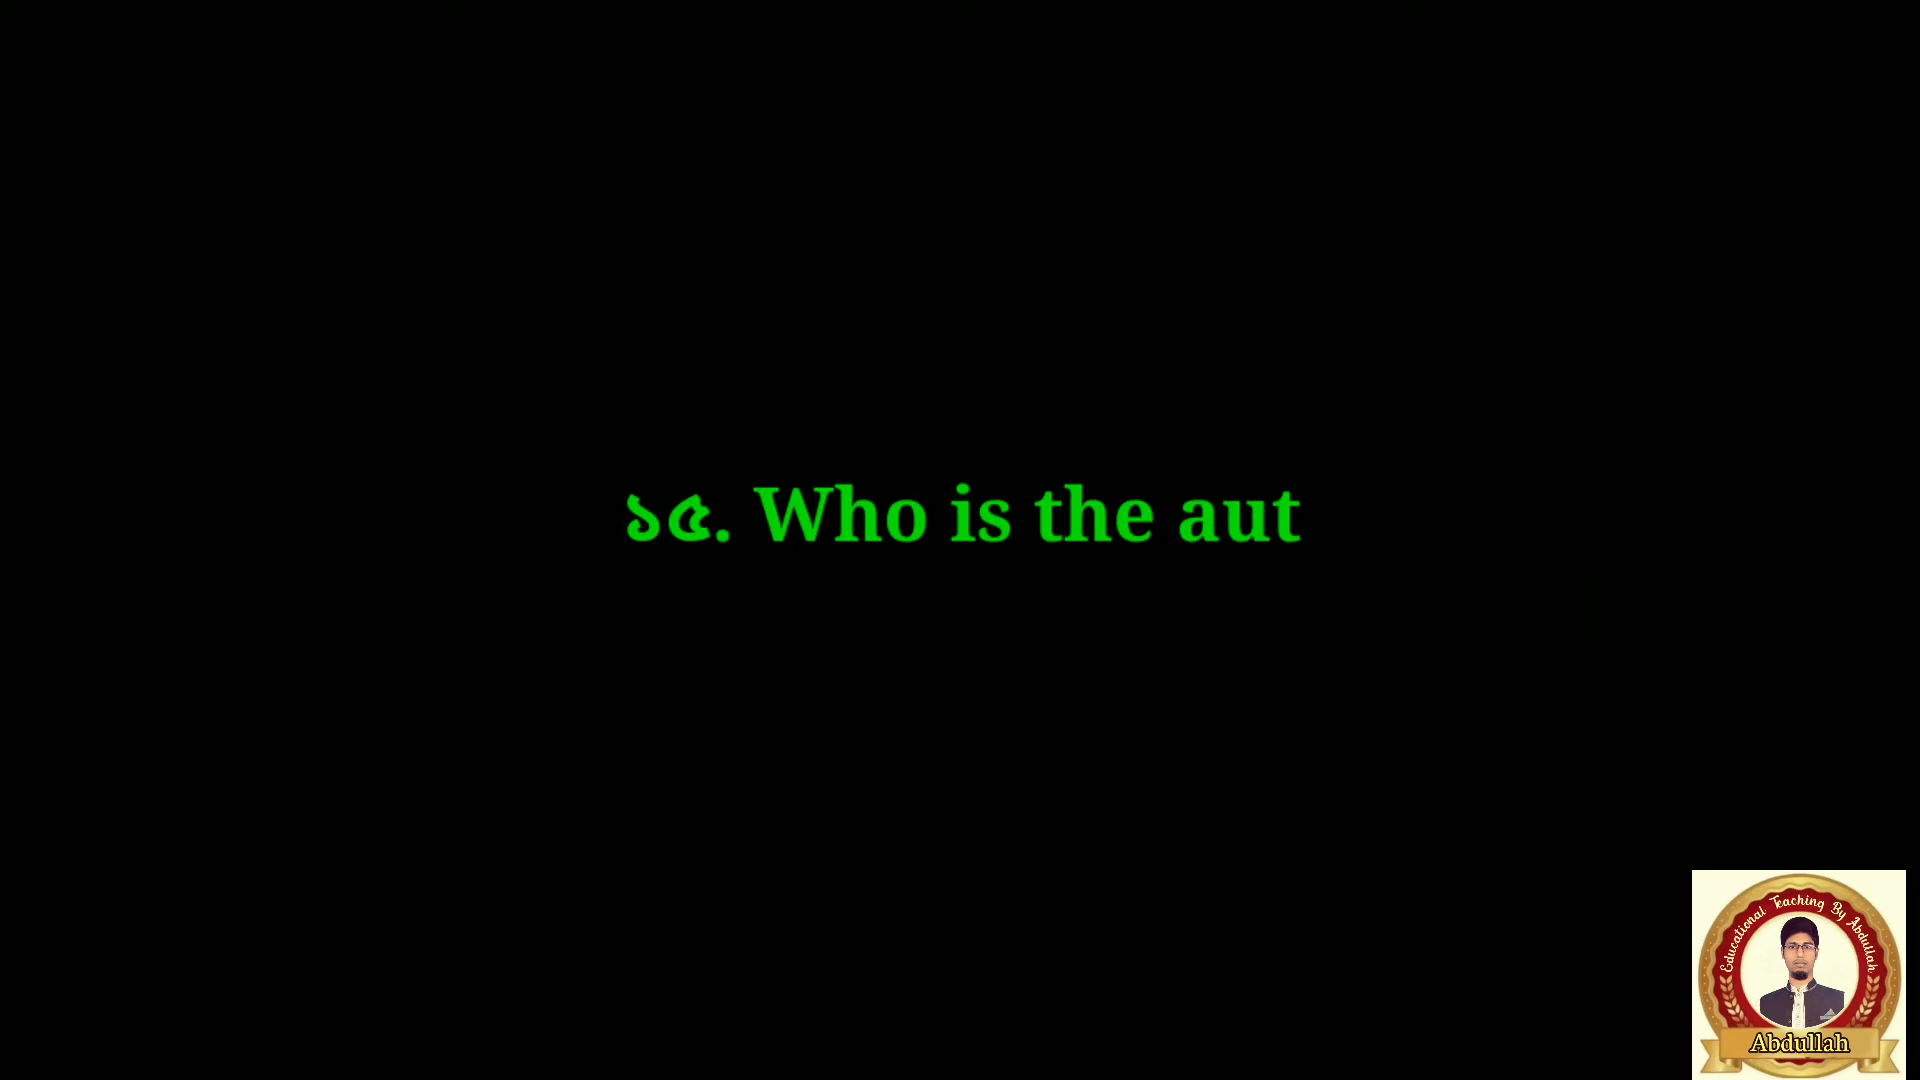 ১৫. Who is the aut
Educational Teaching By Abdullah
Abdullah